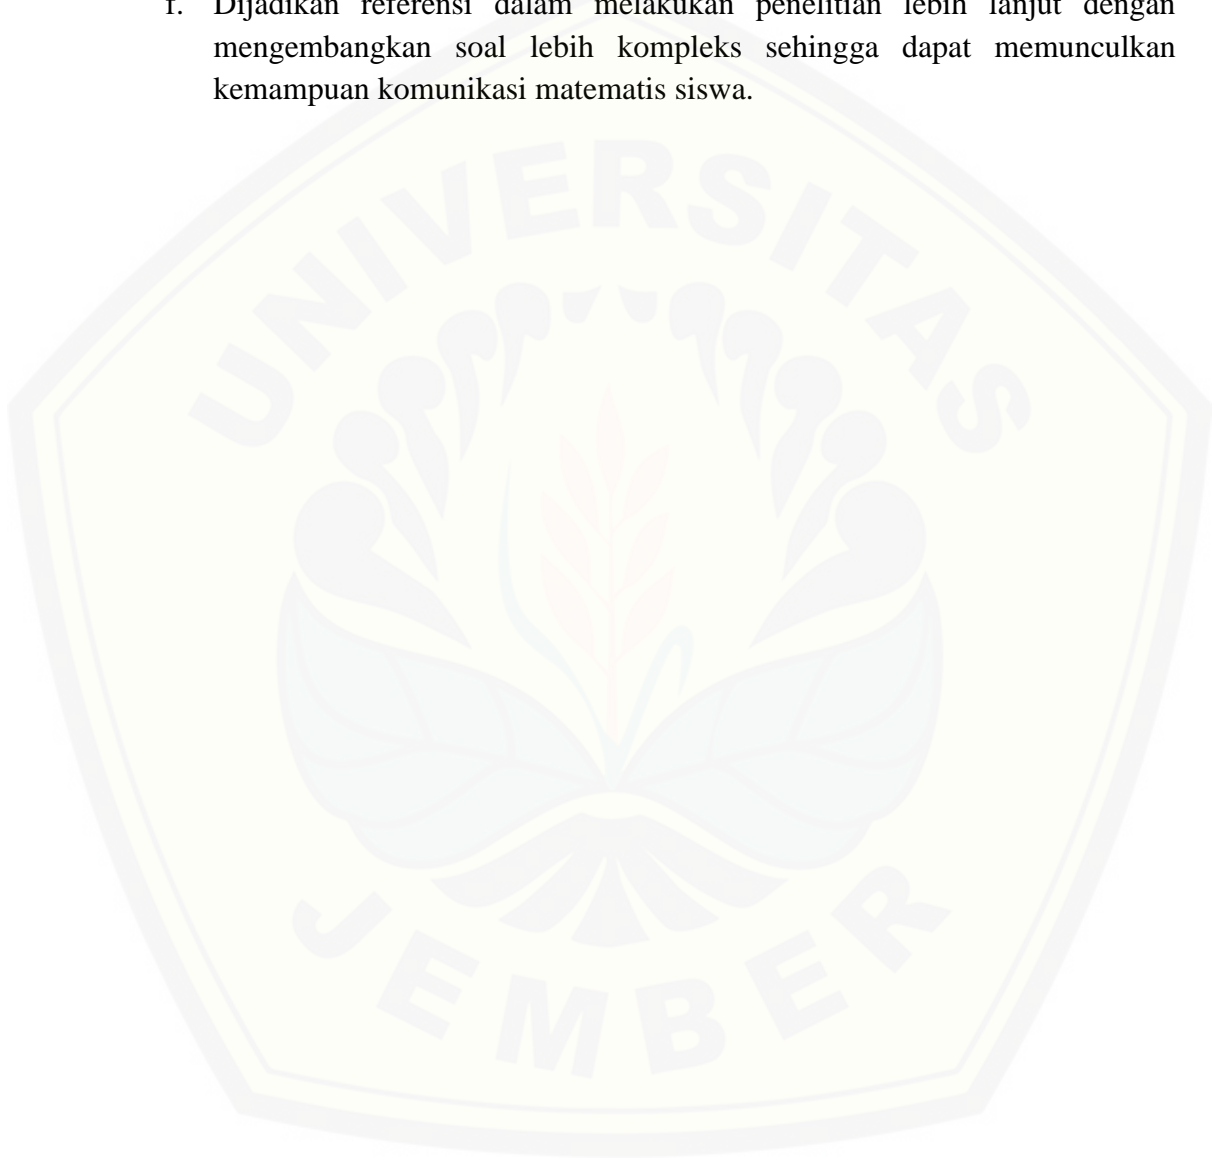 f. Dijadikan referensi dalam melakukan penelitian lebih lanjut dengan
mengembangkan soal lebih kompleks sehingga dapat memunculkan
kemampuan komunikasi matematis siswa.
UNIVERSITAS
JEMBER